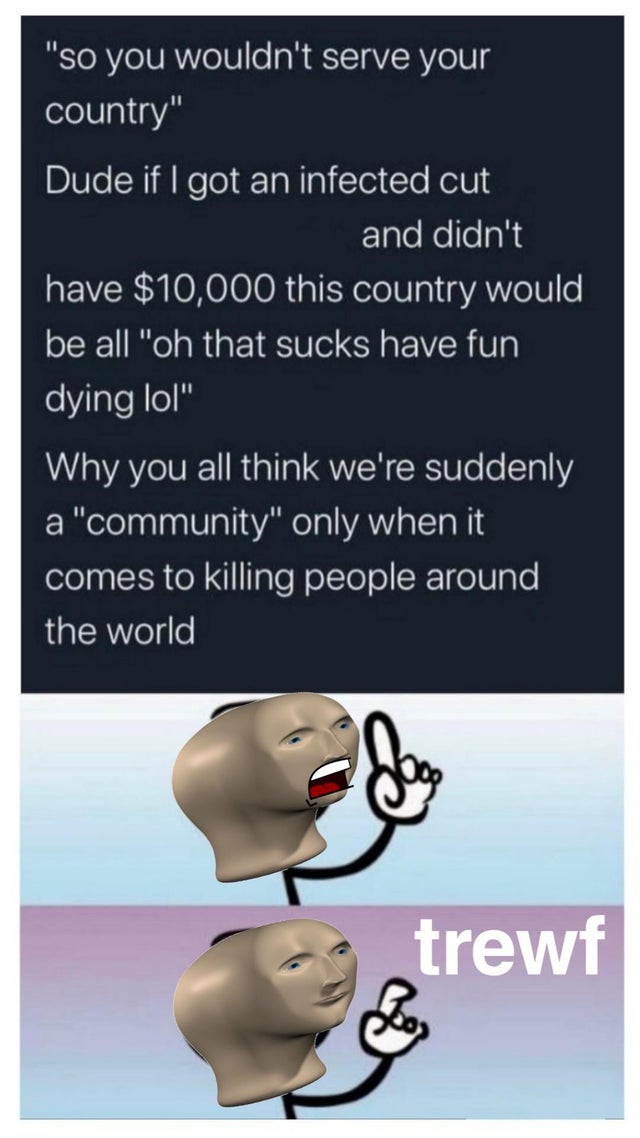 "so you wouldn't serve your
country"
Dude if I got an infected cut
and didn't
have $10,000 this country would
be all "oh that sucks have fun
dying lol"
Why you all think we're suddenly
a "community" only when it
comes to killing people around
the world
trewf